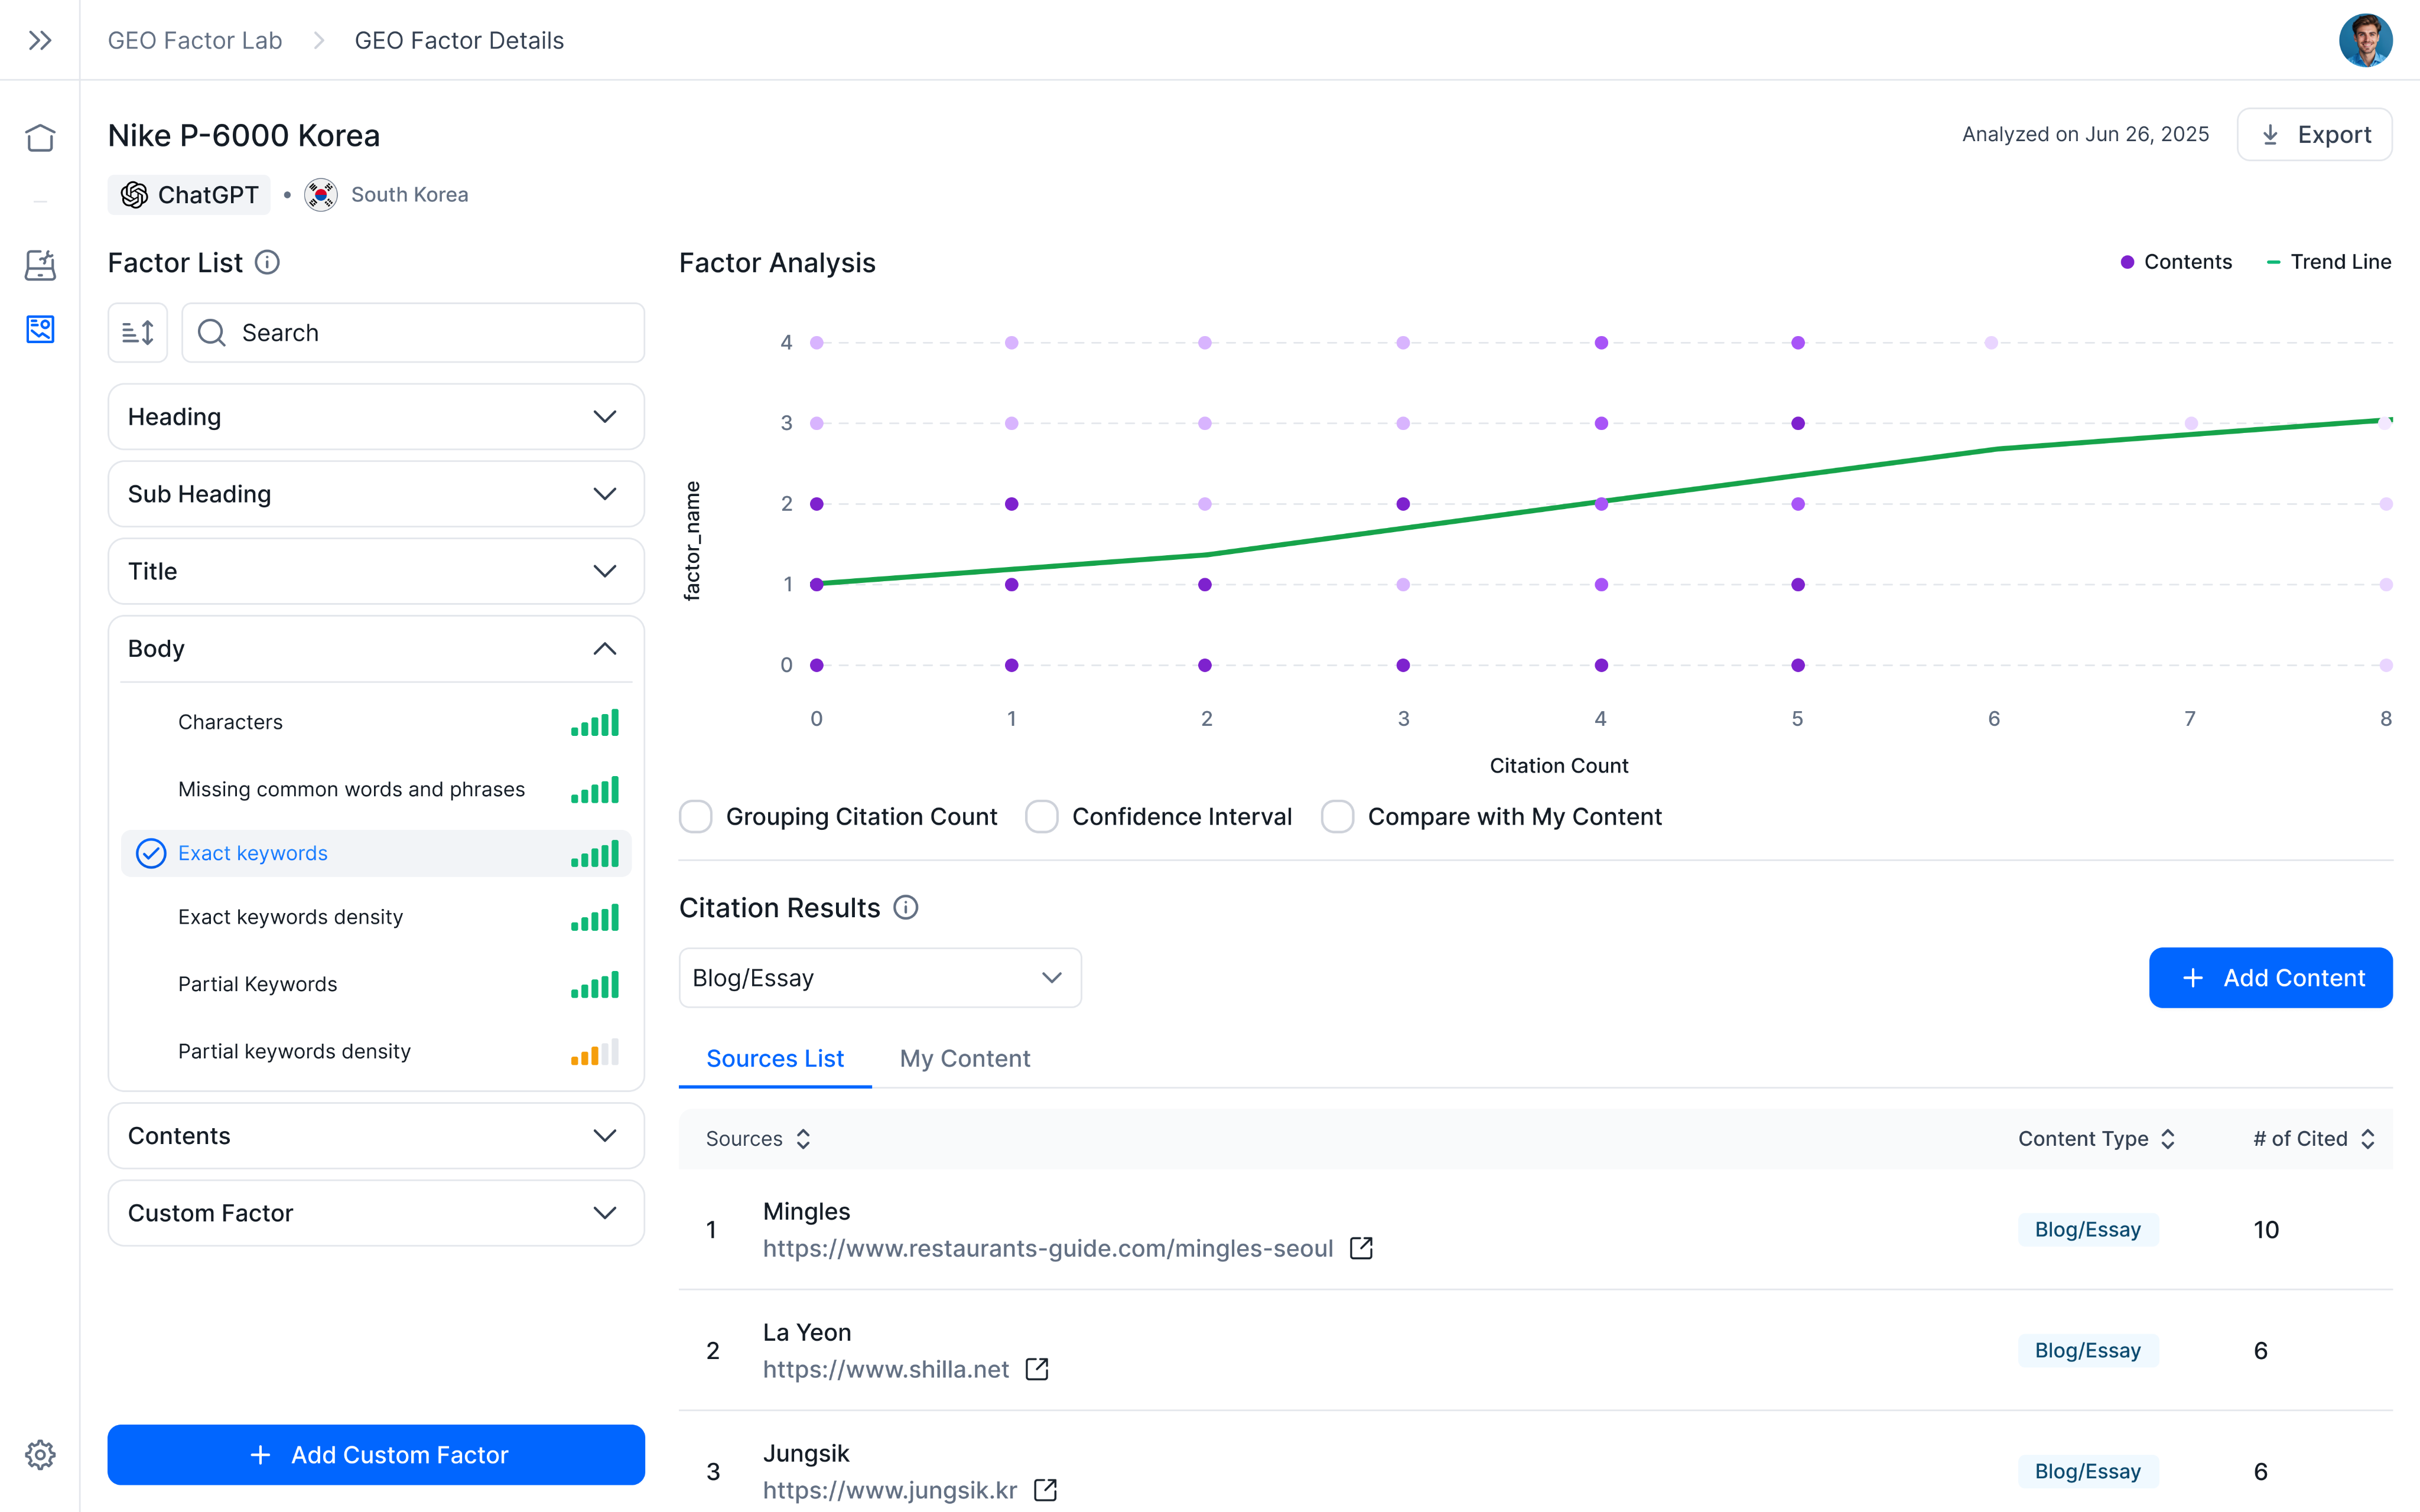 GEO Factor Lab
GEO Factor Details
Nike P-6000 Korea
Analyzed on Jun 26, 2025
Export
ChatGPT • South Korea
Factor List
Search
Heading
Sub Heading
Title
Body
Characters
Missing common words and phrases
Exact keywords
Exact keywords density
Partial Keywords
Partial keywords density
Contents
Custom Factor
Add Custom Factor
Factor Analysis
Contents
Trend Line
factor_name
4
3
2
1
0
0 1 2 3 4 5 6 7 8
Citation Count
Grouping Citation Count
Confidence Interval
Compare with My Content
Citation Results
Blog/Essay
Add Content
Sources List
My Content
Sources
Content Type
# of Cited
1
Mingles
https://www.restaurants-guide.com/mingles-seoul
Blog/Essay
10
2
La Yeon
https://www.shilla.net
Blog/Essay
6
3
Jungsik
https://www.jungsik.kr
Blog/Essay
6